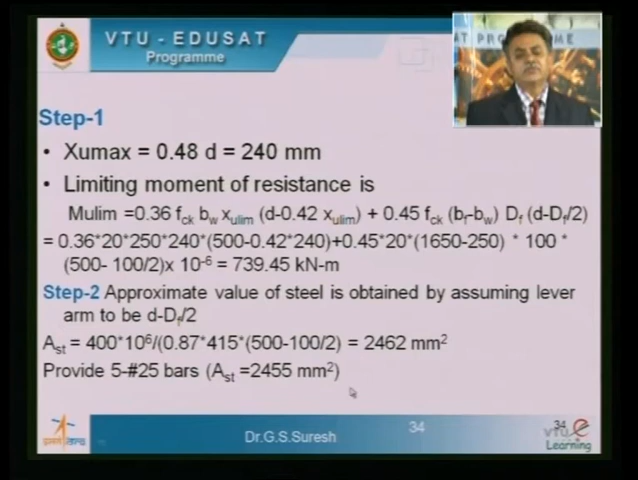 VTU - EDUSAT
Programme
AT PRO ME
Step-1
• Xumax = 0.48 d = 240 mm
• Limiting moment of resistance is
Mulim =0.36 fck bw xulim (d-0.42 xulim) + 0.45 fck (bf-bw) Df (d-Df/2)
= 0.36*20*250*240*(500-0.42*240)+0.45*20*(1650-250) * 100 *
(500- 100/2)x 10-6 = 739.45 kN-m
Step-2 Approximate value of steel is obtained by assuming lever
arm to be d-Df/2
Ast = 400*10⁶/(0.87*415*(500-100/2) = 2462 mm²
Provide 5-#25 bars (Ast =2455 mm²)
Dr.G.S.Suresh
34
34
VTU e
Learning